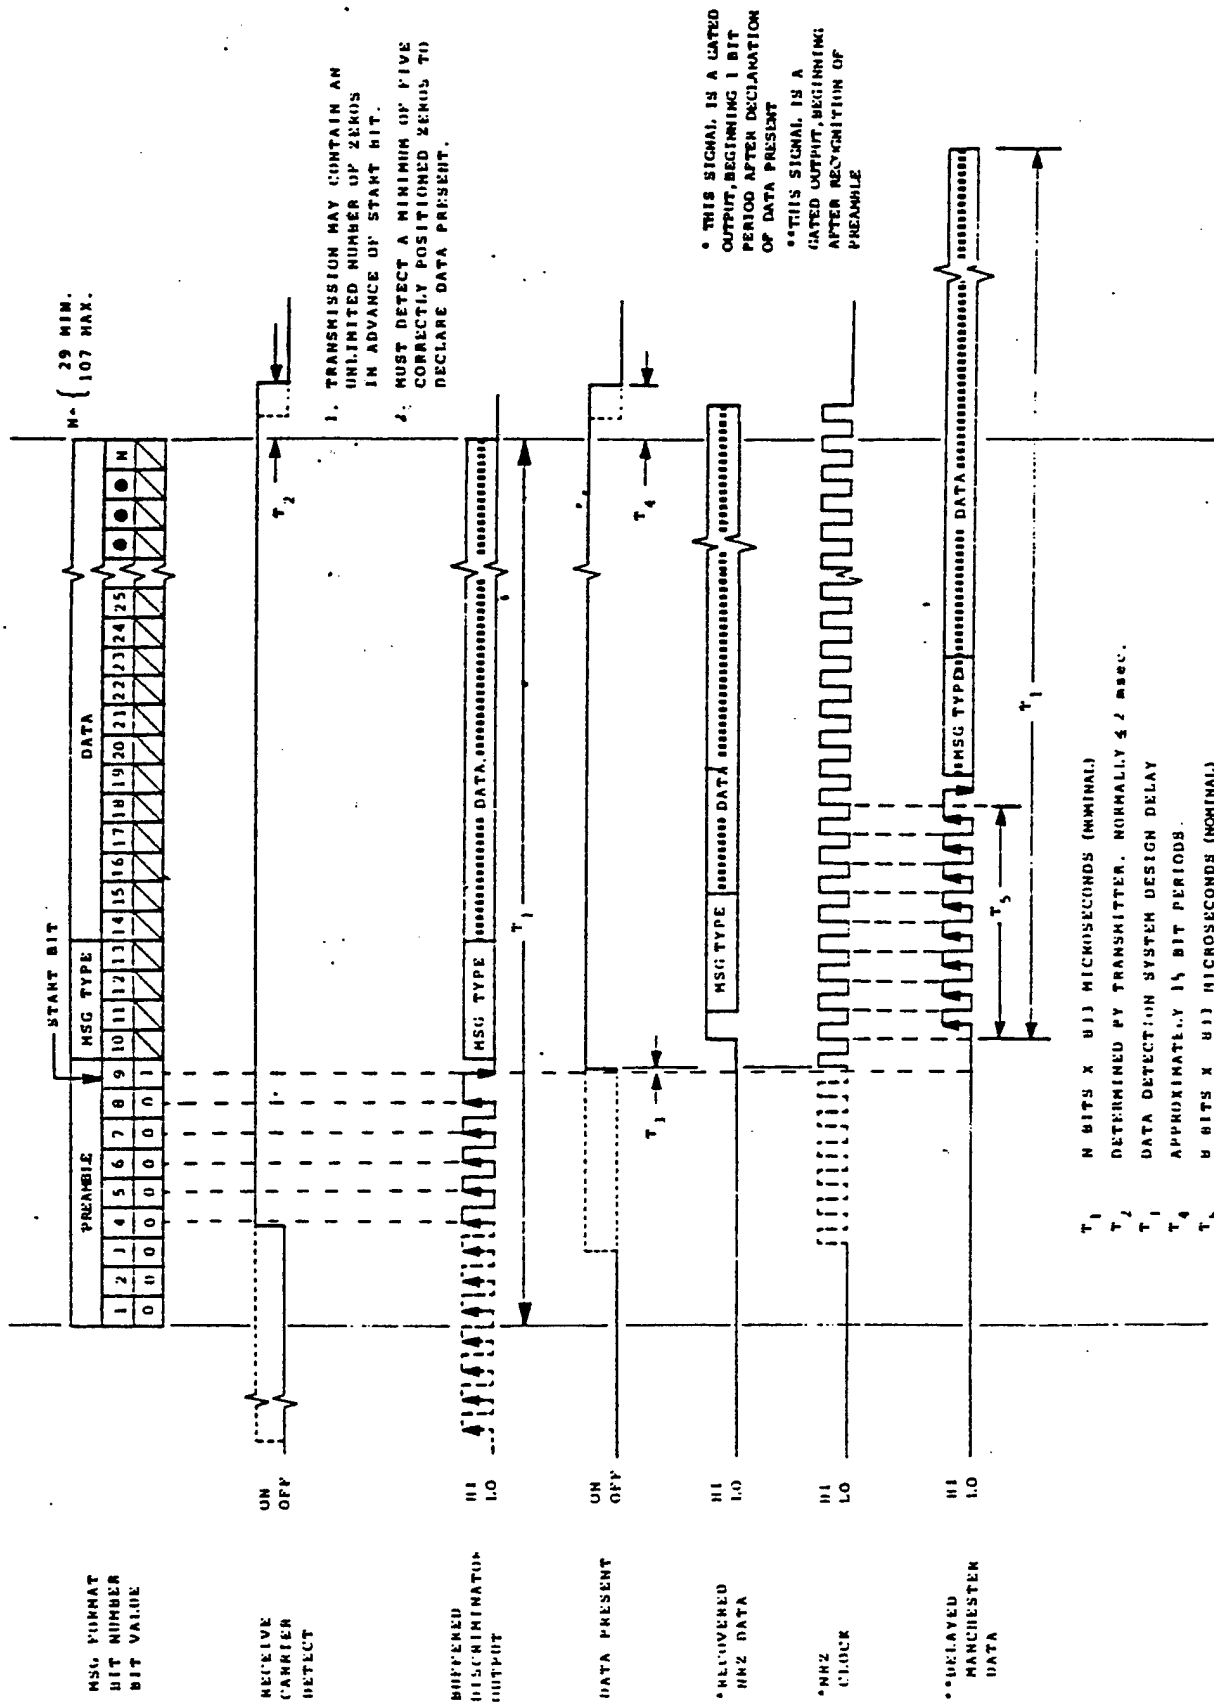 N= { 29 MIN.
107 MAX.
START BIT
PREAMBLE MSG TYPE DATA
MSG FORMAT
BIT NUMBER 1 2 3 4 5 6 7 8 9 10 11 12 13 14 15 16 17 18 19 20 21 22 23 24 25 ● ● ● N
BIT VALUE 0 0 0 0 0 0 0 0 1
RECEIVE
CARRIER
DETECT
ON
OFF
T2
1. TRANSMISSION MAY CONTAIN AN
UNLIMITED NUMBER OF ZEROS
IN ADVANCE OF START BIT.
2. MUST DETECT A MINIMUM OF FIVE
CORRECTLY POSITIONED ZEROS TO
DECLARE DATA PRESENT.
BUFFERED
DISCRIMINATOR
OUTPUT
HI
LO
MSG TYPE DATA
T1
DATA PRESENT
ON
OFF
T3
T4
*RECOVERED
NRZ DATA
HI
LO
MSG TYPE DATA
* THIS SIGNAL IS A GATED
OUTPUT, BEGINNING 1 BIT
PERIOD AFTER DECLARATION
OF DATA PRESENT
**THIS SIGNAL IS A
GATED OUTPUT, BEGINNING
AFTER RECOGNITION OF
PREAMBLE
*NRZ
CLOCK
HI
LO
**DELAYED
MANCHESTER
DATA
HI
LO
MSG TYPE DATA
T5
T1
T1 N BITS X 833 MICROSECONDS (NOMINAL)
T2 DETERMINED BY TRANSMITTER. NORMALLY ≤ 2 msec.
T3 DATA DETECTION SYSTEM DESIGN DELAY
T4 APPROXIMATELY 1½ BIT PERIODS.
8 BITS X 833 MICROSECONDS (NOMINAL)